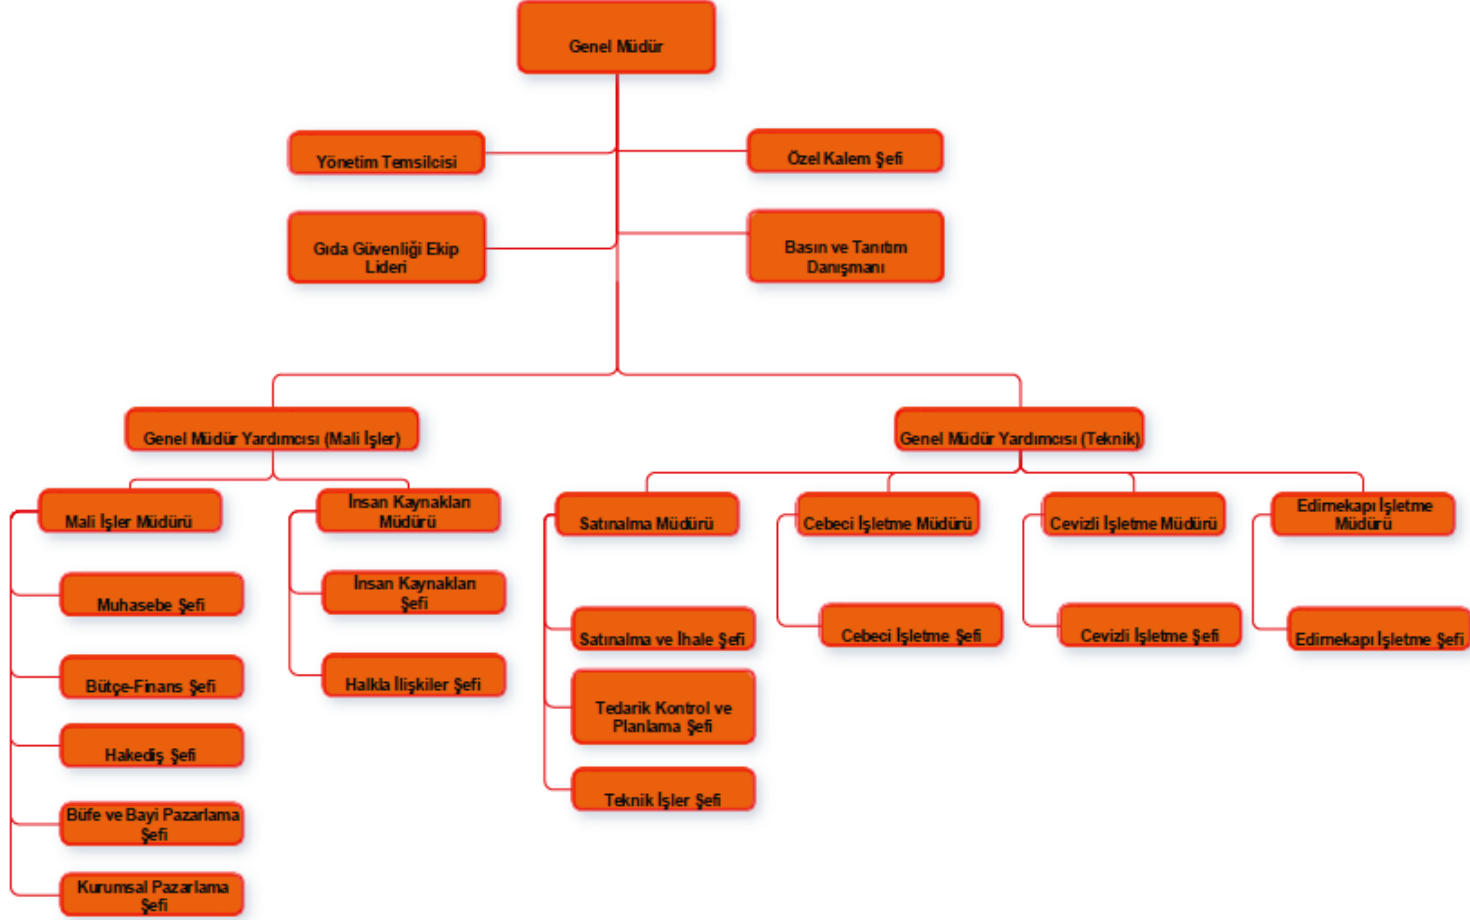 Genel Müdür
Yönetim Temsilcisi
Özel Kalem Şefi
Gıda Güvenliği Ekip
Lideri
Basın ve Tanıtım
Danışmanı
Genel Müdür Yardımcısı (Mali İşler)
Genel Müdür Yardımcısı (Teknik)
Mali İşler Müdürü
İnsan Kaynakları
Müdürü
Satınalma Müdürü
Cebeci İşletme Müdürü
Cevizli İşletme Müdürü
Edirnekapı İşletme
Müdürü
Muhasebe Şefi
Bütçe-Finans Şefi
Hakediş Şefi
Büfe ve Bayi Pazarlama
Şefi
Kurumsal Pazarlama
Şefi
İnsan Kaynakları
Şefi
Halkla İlişkiler Şefi
Satınalma ve İhale Şefi
Tedarik Kontrol ve
Planlama Şefi
Teknik İşler Şefi
Cebeci İşletme Şefi
Cevizli İşletme Şefi
Edirnekapı İşletme Şefi